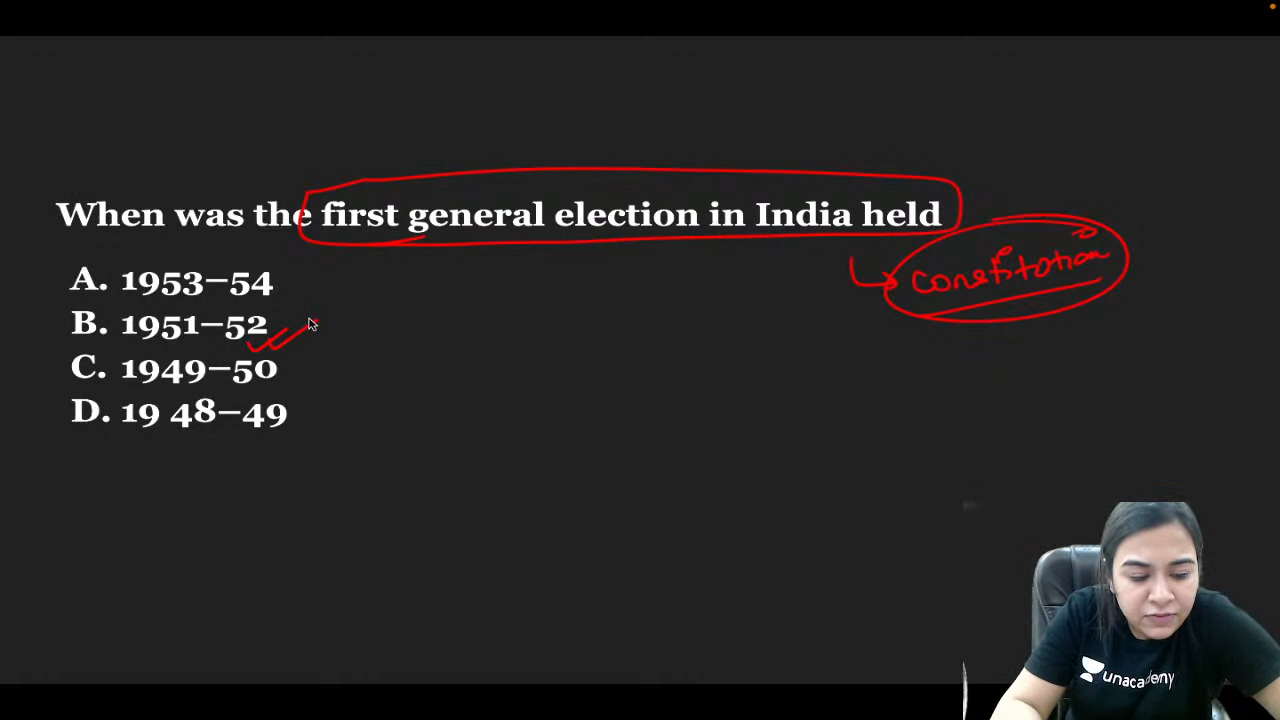 When was the first general election in India held
constitution
A. 1953–54
B. 1951–52
C. 1949–50
D. 19 48–49
unacademy